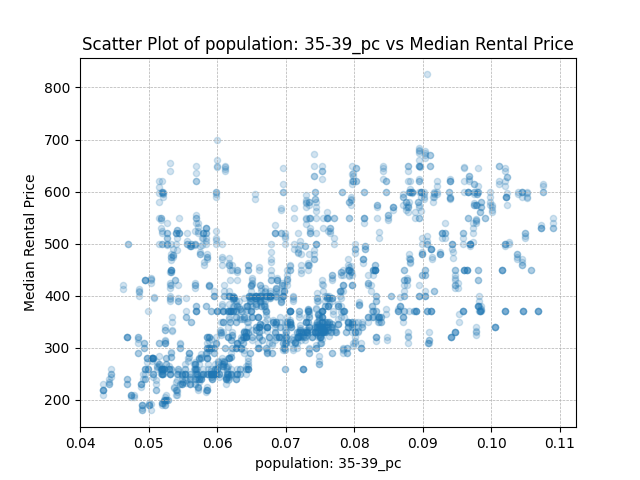 Scatter Plot of population: 35-39_pc vs Median Rental Price
Median Rental Price
800
700
600
500
400
300
200
0.04 0.05 0.06 0.07 0.08 0.09 0.10 0.11
population: 35-39_pc